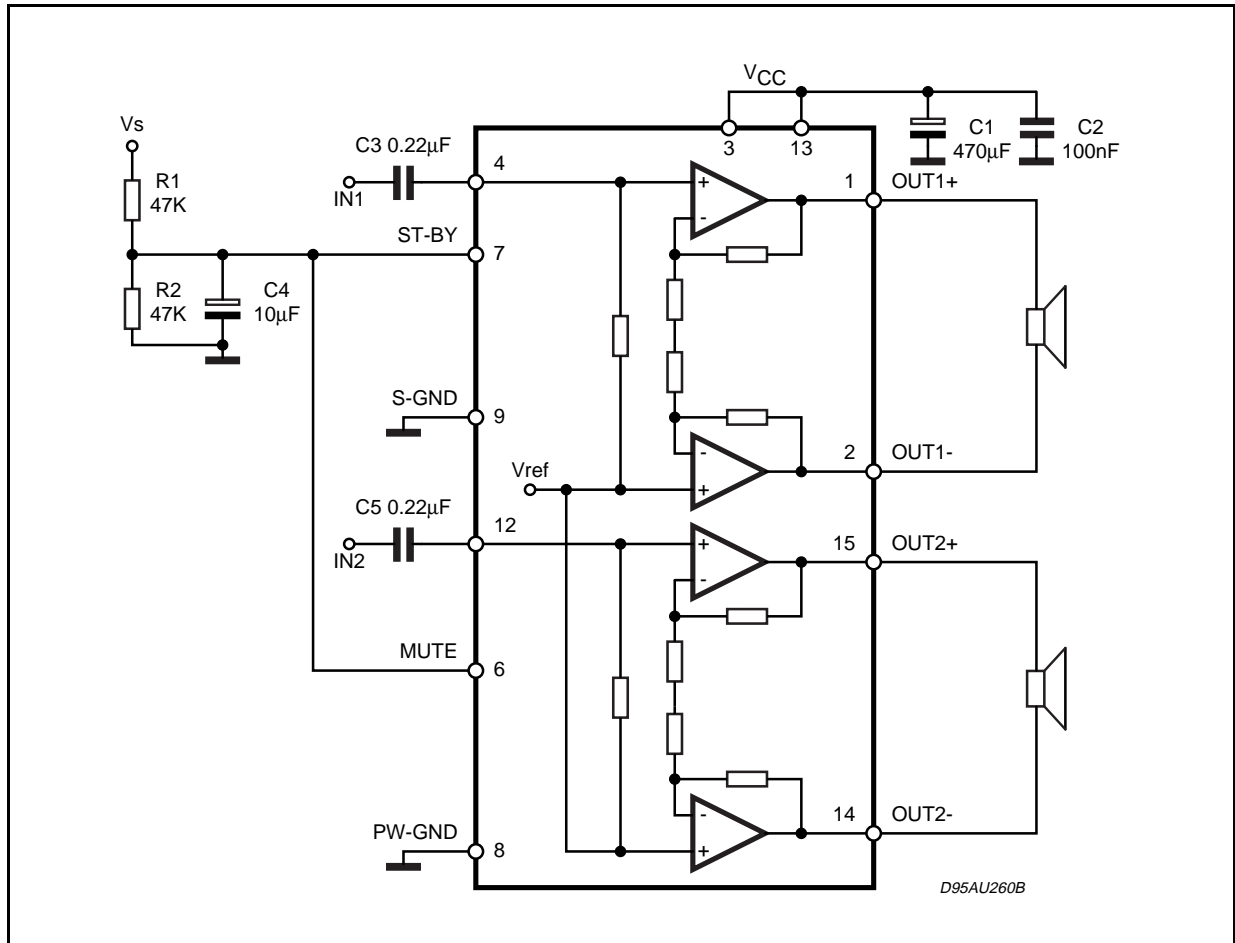 VCC
Vs
C3 0.22µF
4
3
13
C1
470µF
C2
100nF
R1
47K
IN1
1
OUT1+
ST-BY
7
R2
47K
C4
10µF
S-GND
9
2
OUT1-
Vref
C5 0.22µF
12
IN2
15
OUT2+
MUTE
6
14
OUT2-
PW-GND
8
+
-
-
+
+
-
-
+
D95AU260B